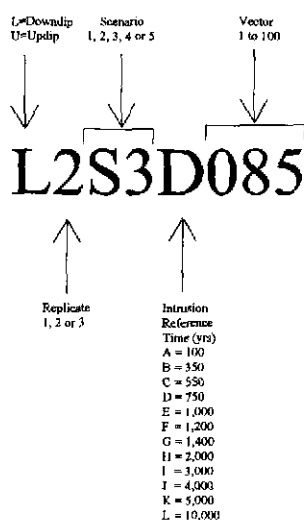 L=Downdip
U=Updip
Scenario
1, 2, 3, 4 or 5
Vector
1 to 100
L2S3D085
Replicate
1, 2 or 3
Intrusion
Reference
Time (yrs)
A = 100
B = 350
C = 550
D = 750
E = 1,000
F = 1,200
G = 1,400
H = 2,000
I = 3,000
J = 4,000
K = 5,000
L = 10,000